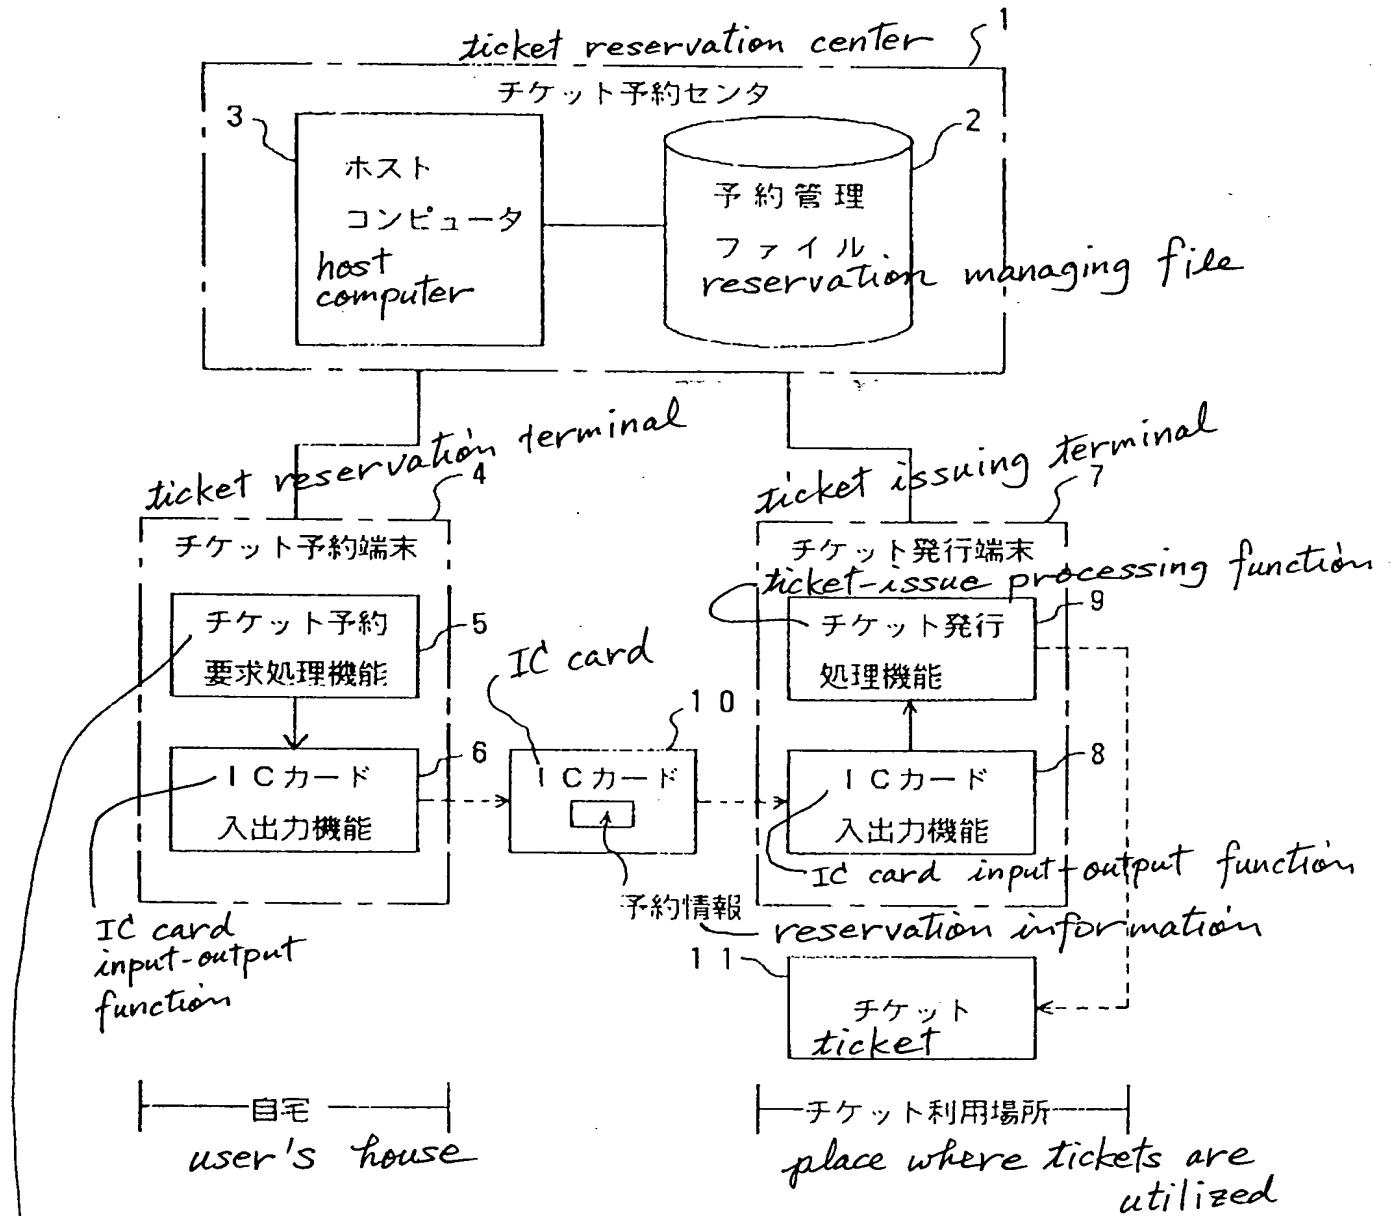 1
ticket reservation center
チケット予約センタ
3
2
ホスト
コンピュータ
host
computer
予約管理
ファイル
reservation managing file
ticket reservation terminal
4
ticket issuing terminal
7
チケット予約端末
チケット発行端末
ticket-issue processing function
チケット予約
要求処理機能
5
チケット発行
処理機能
9
IC card
10
ICカード
入出力機能
6
ICカード
ICカード
入出力機能
8
IC card input-output function
予約情報
reservation information
IC card
input-output
function
11
チケット
ticket
自宅
user's house
チケット利用場所
place where tickets are
utilized